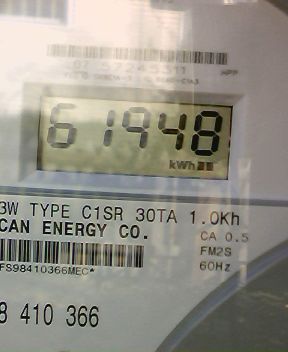 61948
kWh
3W TYPE C1SR 30TA 1.0Kh
CAN ENERGY CO.
CA 0.5
FM2S
60Hz
FS98410366MEC*
8 410 366